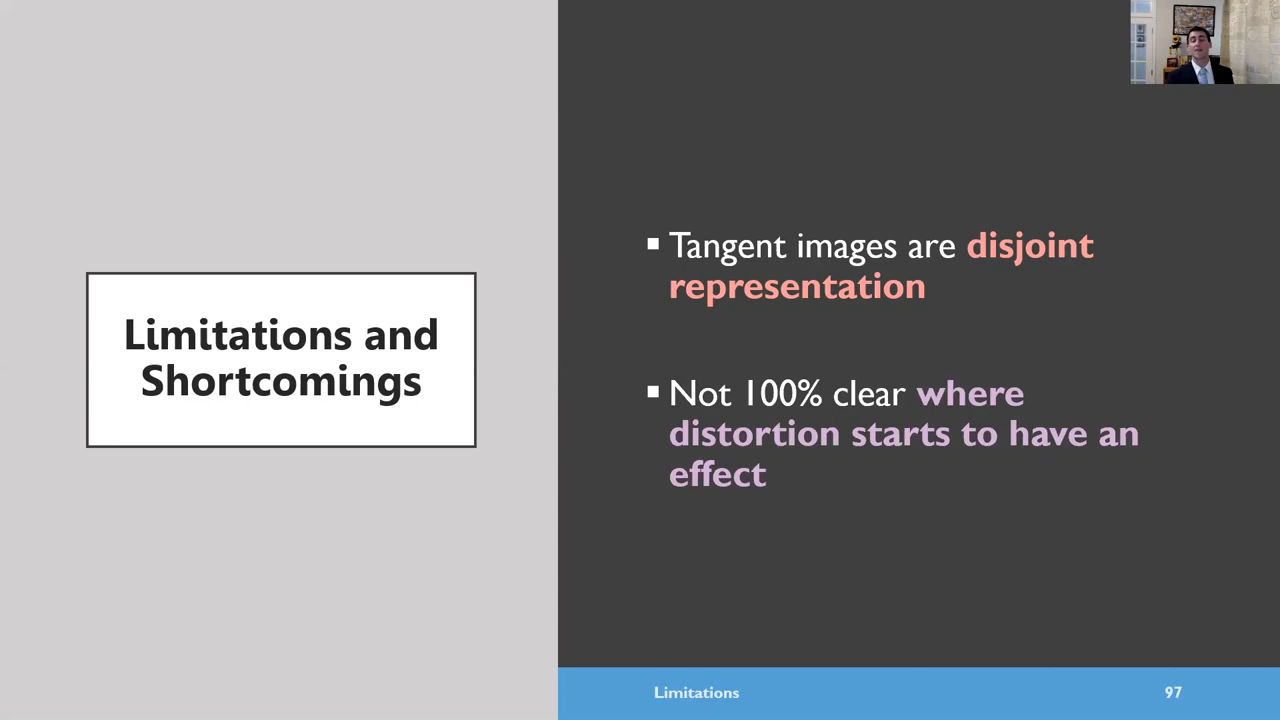 Limitations and
Shortcomings
▪ Tangent images are disjoint
representation
▪ Not 100% clear where
distortion starts to have an
effect
Limitations
97